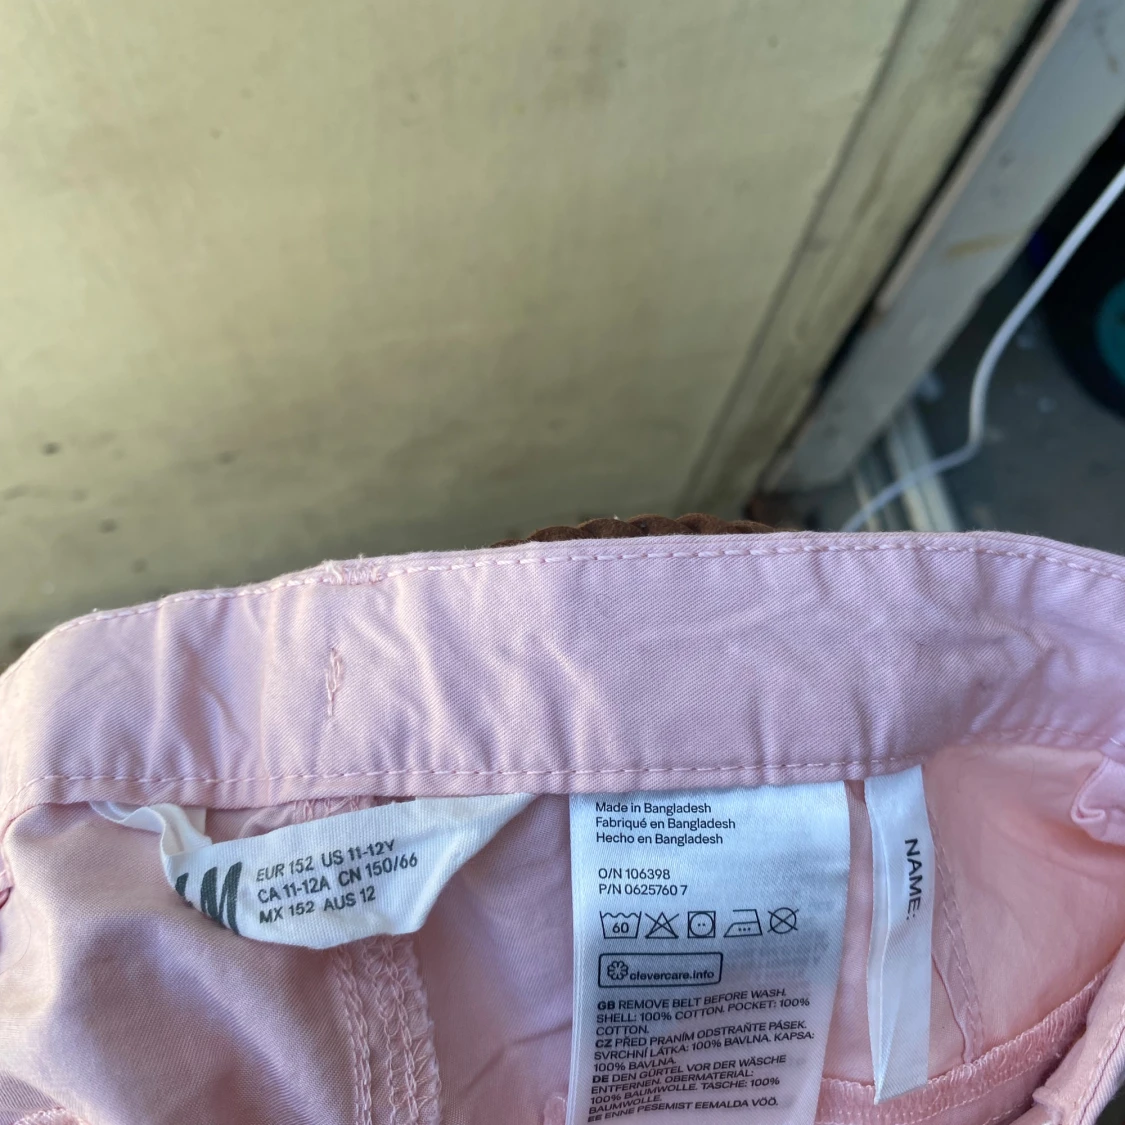 M
EUR 152 US 11-12Y
CA 11-12A CN 150/66
MX 152 AUS 12
Made in Bangladesh
Fabriqué en Bangladesh
Hecho en Bangladesh
O/N 106398
P/N 0625760 7
60
clevercare.info
GB REMOVE BELT BEFORE WASH.
SHELL: 100% COTTON. POCKET: 100%
COTTON.
CZ PŘED PRANÍM ODSTRAŇTE PÁSEK.
SVRCHNÍ LÁTKA: 100% BAVLNA. KAPSA:
100% BAVLNA.
DE DEN GÜRTEL VOR DER WÄSCHE
ENTFERNEN. OBERMATERIAL:
100% BAUMWOLLE. TASCHE: 100%
BAUMWOLLE.
EE ENNE PESEMIST EEMALDA VÖÖ.
NAME: